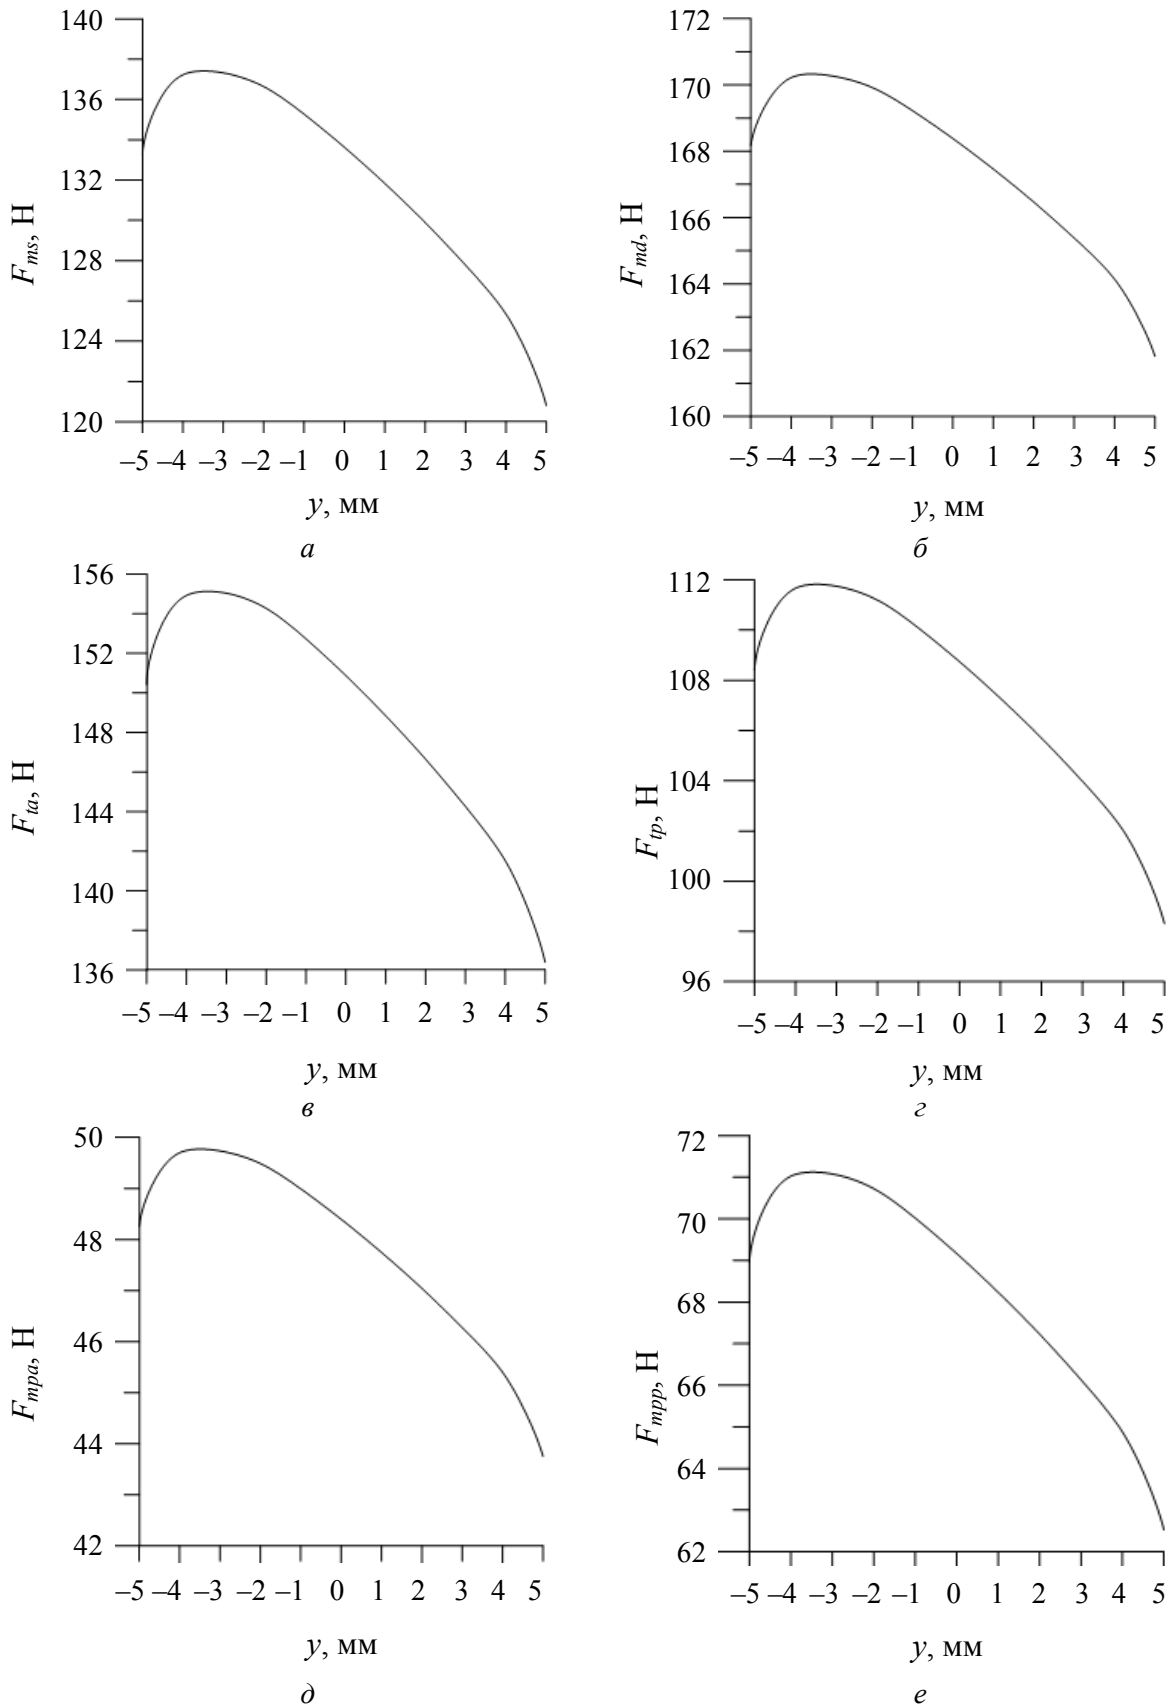 140
136
132
128
124
120
F_ms, Н
–5 –4 –3 –2 –1 0 1 2 3 4 5
y, мм
а
172
170
168
166
164
162
160
F_md, Н
–5 –4 –3 –2 –1 0 1 2 3 4 5
y, мм
б
156
152
148
144
140
136
F_ta, Н
–5 –4 –3 –2 –1 0 1 2 3 4 5
y, мм
в
112
108
104
100
96
F_tp, Н
–5 –4 –3 –2 –1 0 1 2 3 4 5
y, мм
г
50
48
46
44
42
F_mpa, Н
–5 –4 –3 –2 –1 0 1 2 3 4 5
y, мм
д
72
70
68
66
64
62
F_mpp, Н
–5 –4 –3 –2 –1 0 1 2 3 4 5
y, мм
е